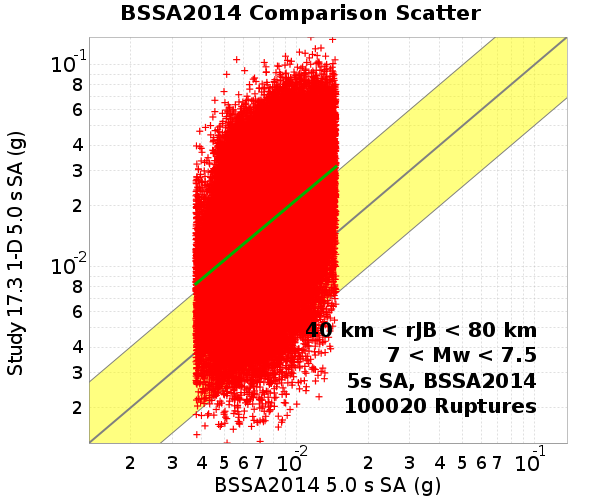 BSSA2014 Comparison Scatter
Study 17.3 1-D 5.0 s SA (g)
10⁻¹
8
6
4
3
2
10⁻²
8
6
4
3
2
40 km < rJB < 80 km
7 < Mw < 7.5
5s SA, BSSA2014
100020 Ruptures
2 3 4 5 6 7 10⁻² 2 3 4 5 6 7 10⁻¹
BSSA2014 5.0 s SA (g)